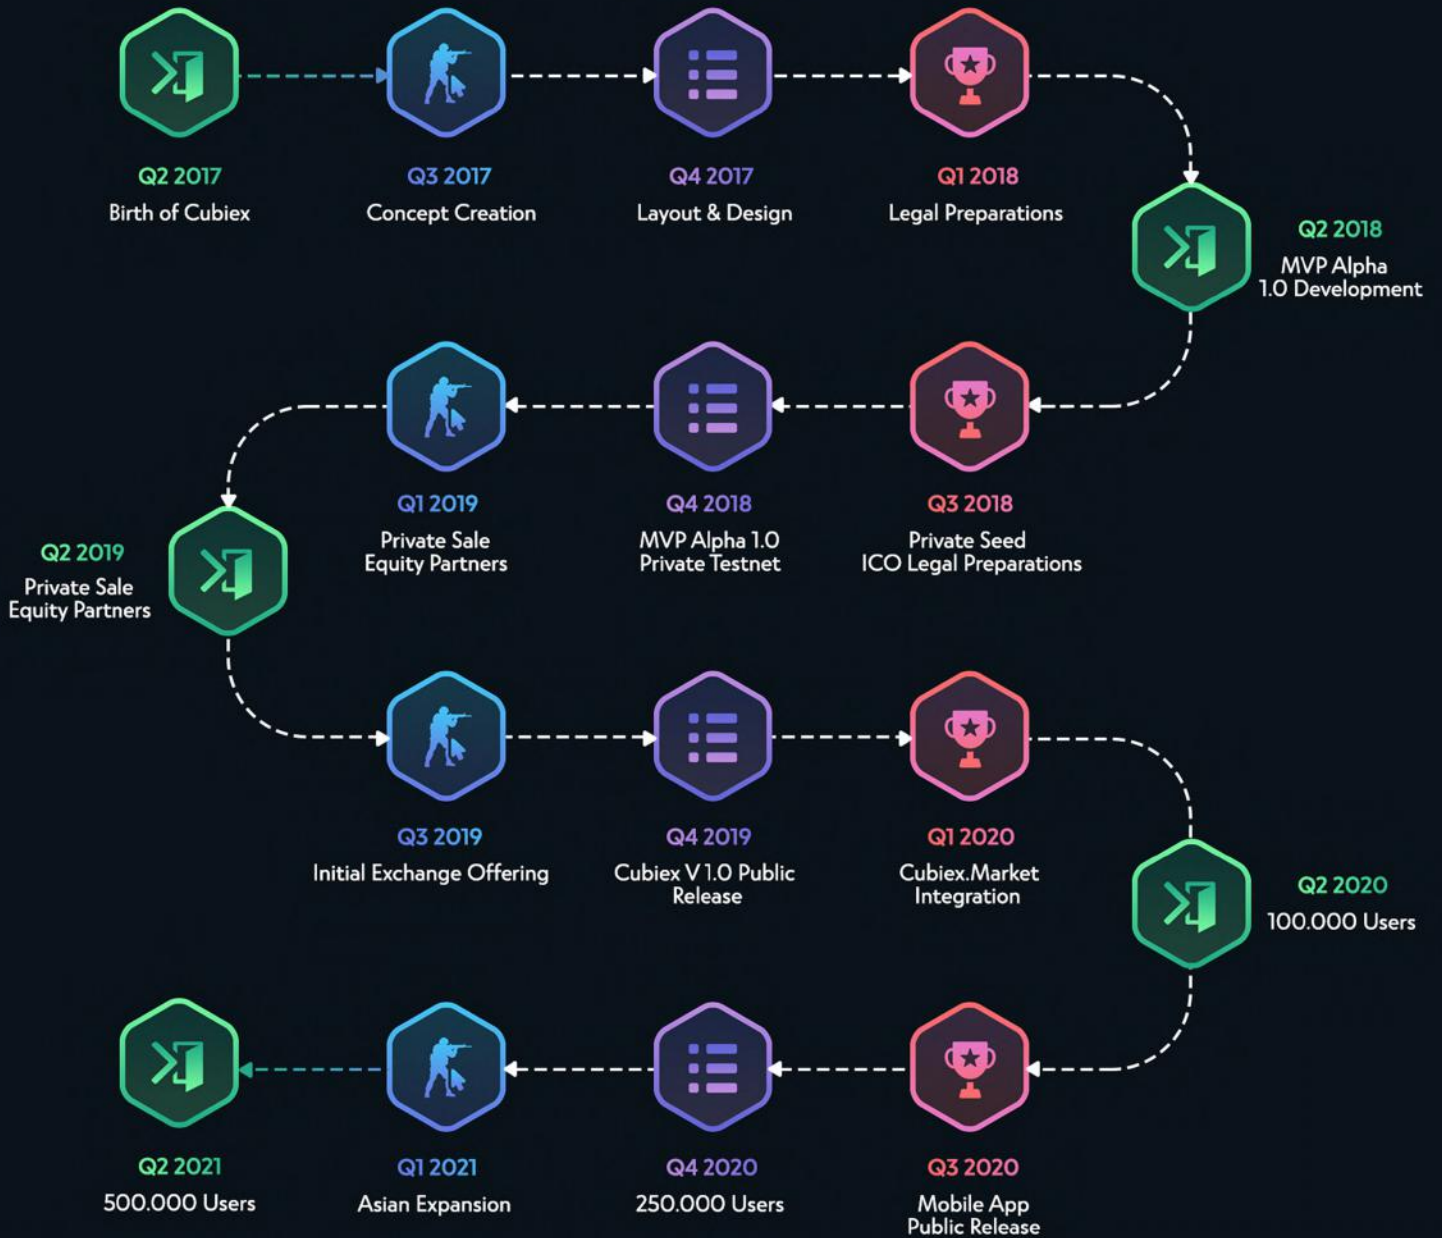 Q2 2017
Birth of Cubiex
Q3 2017
Concept Creation
Q4 2017
Layout & Design
Q1 2018
Legal Preparations
Q2 2018
MVP Alpha
1.0 Development
Q3 2018
Private Seed
ICO Legal Preparations
Q4 2018
MVP Alpha 1.0
Private Testnet
Q1 2019
Private Sale
Equity Partners
Q2 2019
Private Sale
Equity Partners
Q3 2019
Initial Exchange Offering
Q4 2019
Cubiex V 1.0 Public
Release
Q1 2020
Cubiex.Market
Integration
Q2 2020
100.000 Users
Q3 2020
Mobile App
Public Release
Q4 2020
250.000 Users
Q1 2021
Asian Expansion
Q2 2021
500.000 Users